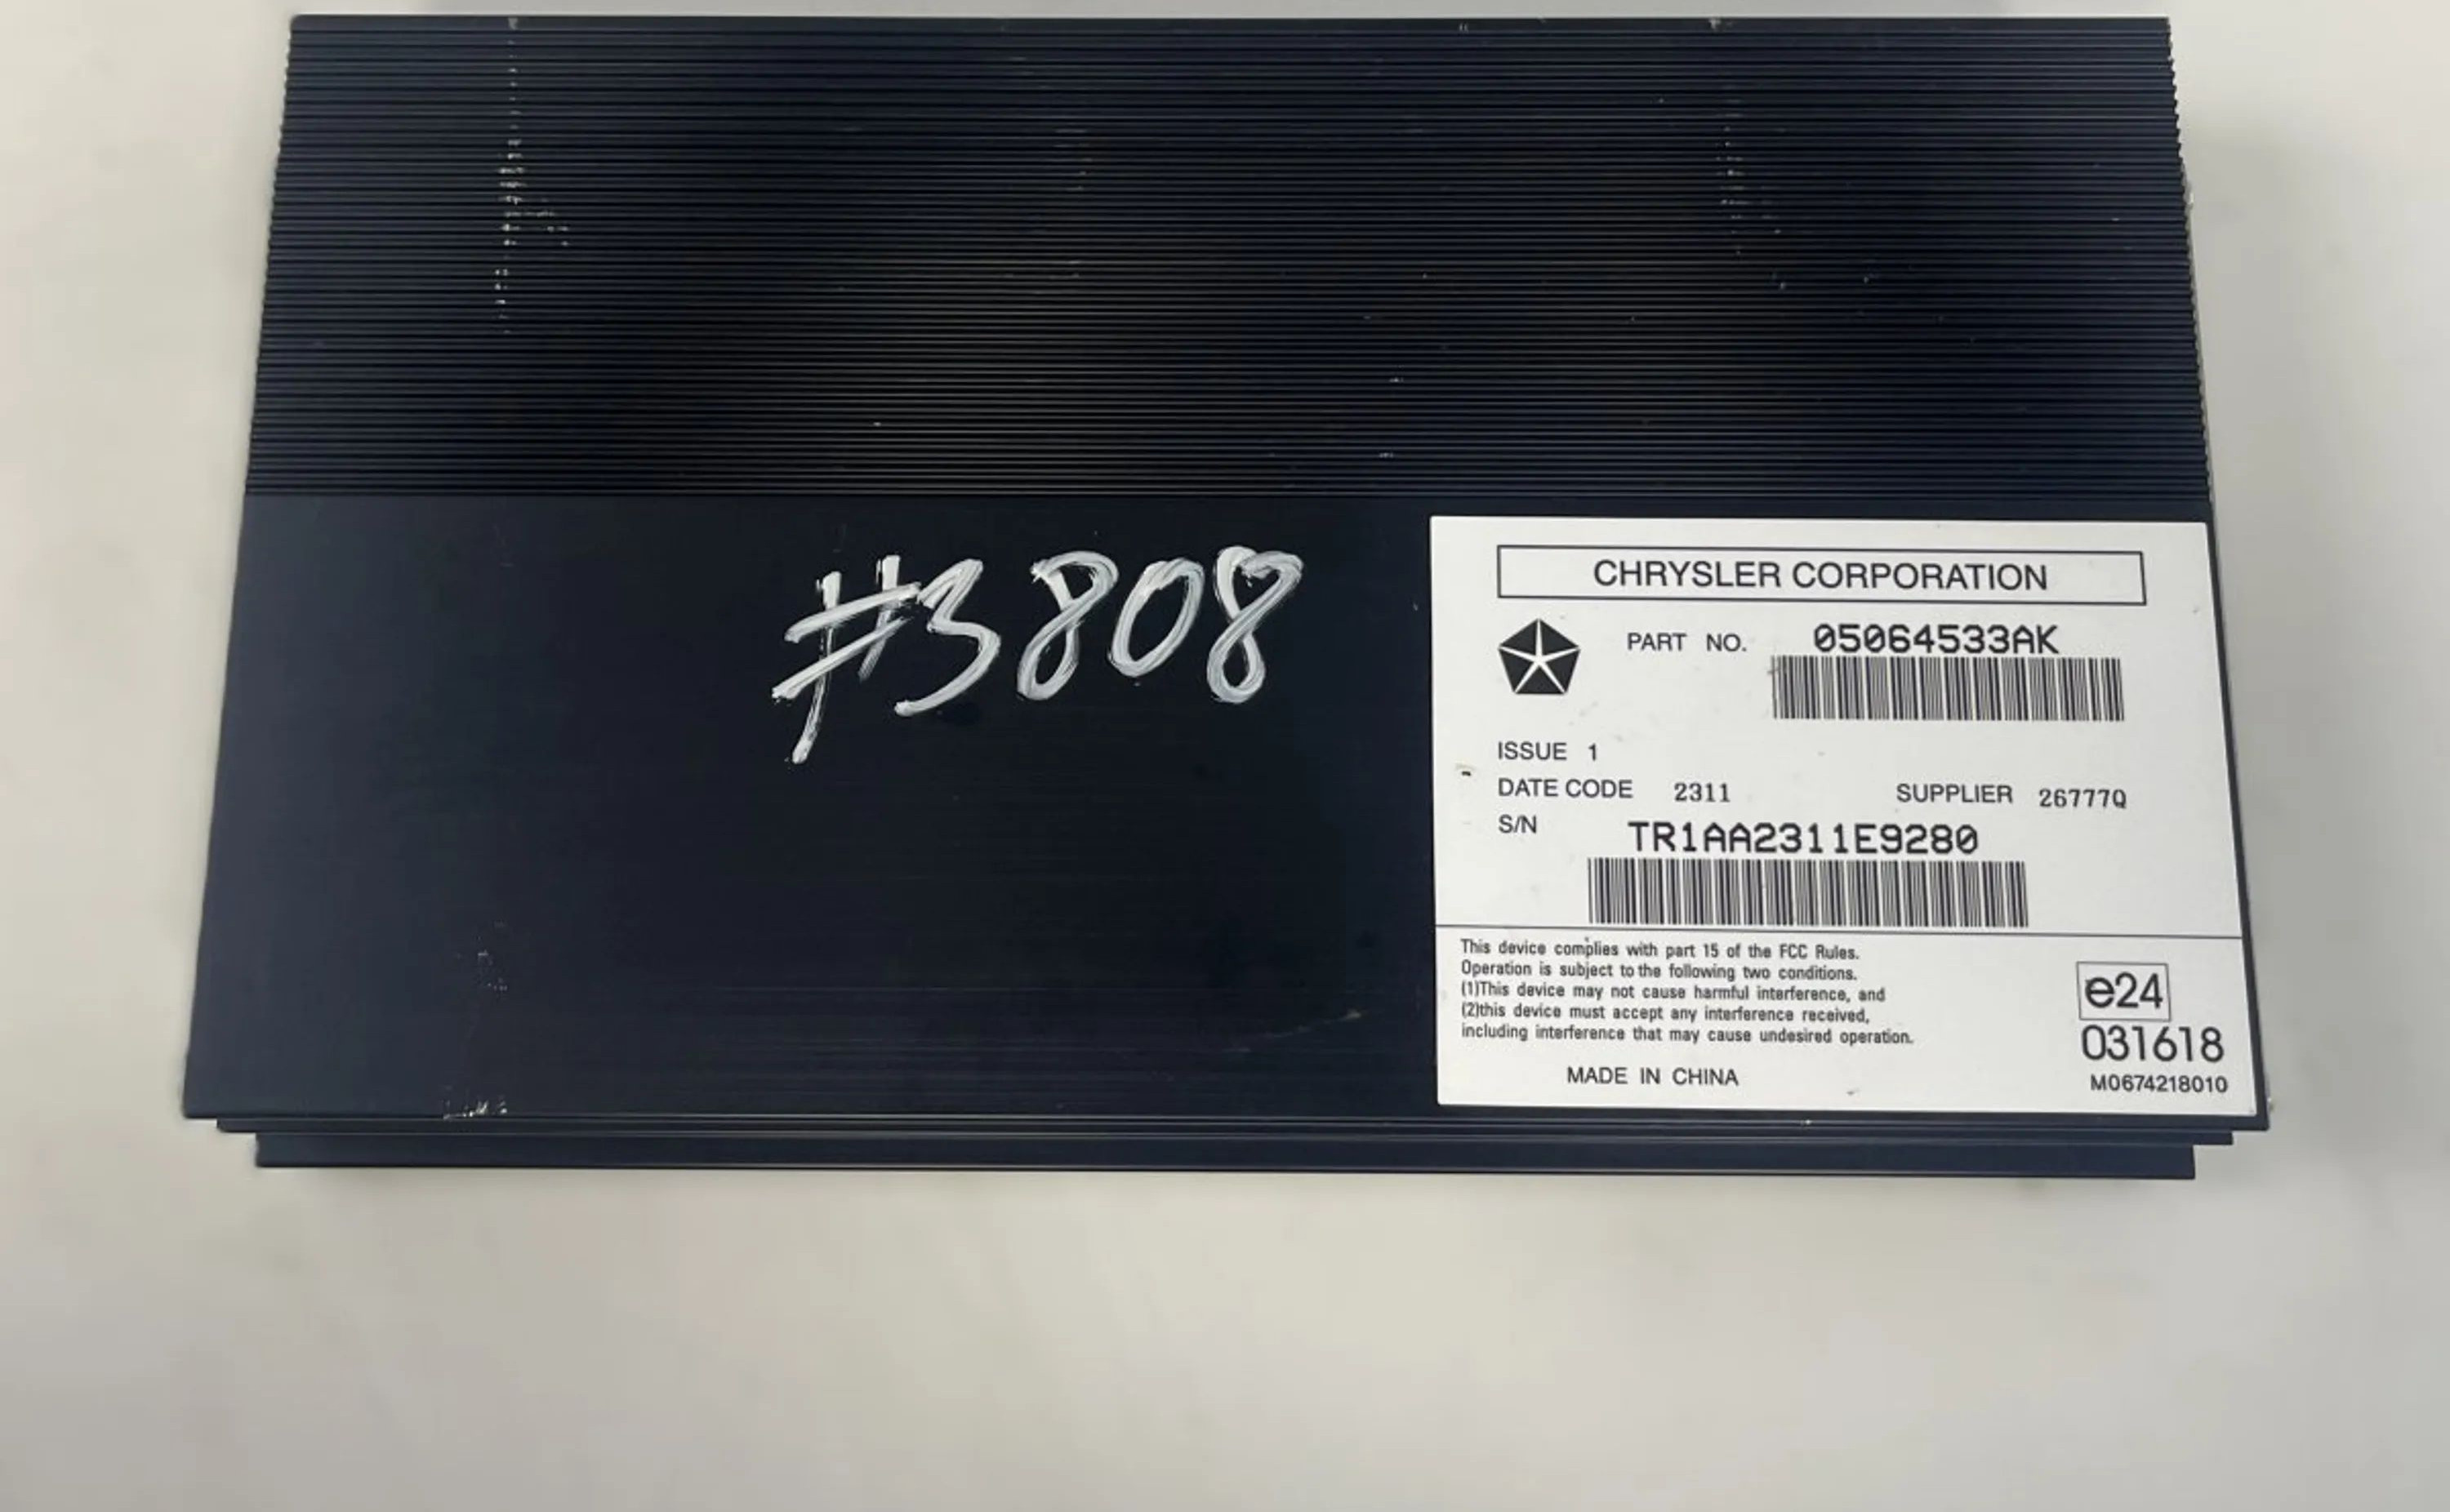 #3808
CHRYSLER CORPORATION
PART NO. 05064533AK
ISSUE 1
DATE CODE 2311 SUPPLIER 26777Q
S/N TR1AA2311E9280
This device complies with part 15 of the FCC Rules.
Operation is subject to the following two conditions.
(1)This device may not cause harmful interference, and
(2)this device must accept any interference received,
including interference that may cause undesired operation.
MADE IN CHINA
e24
031618
M0674218010